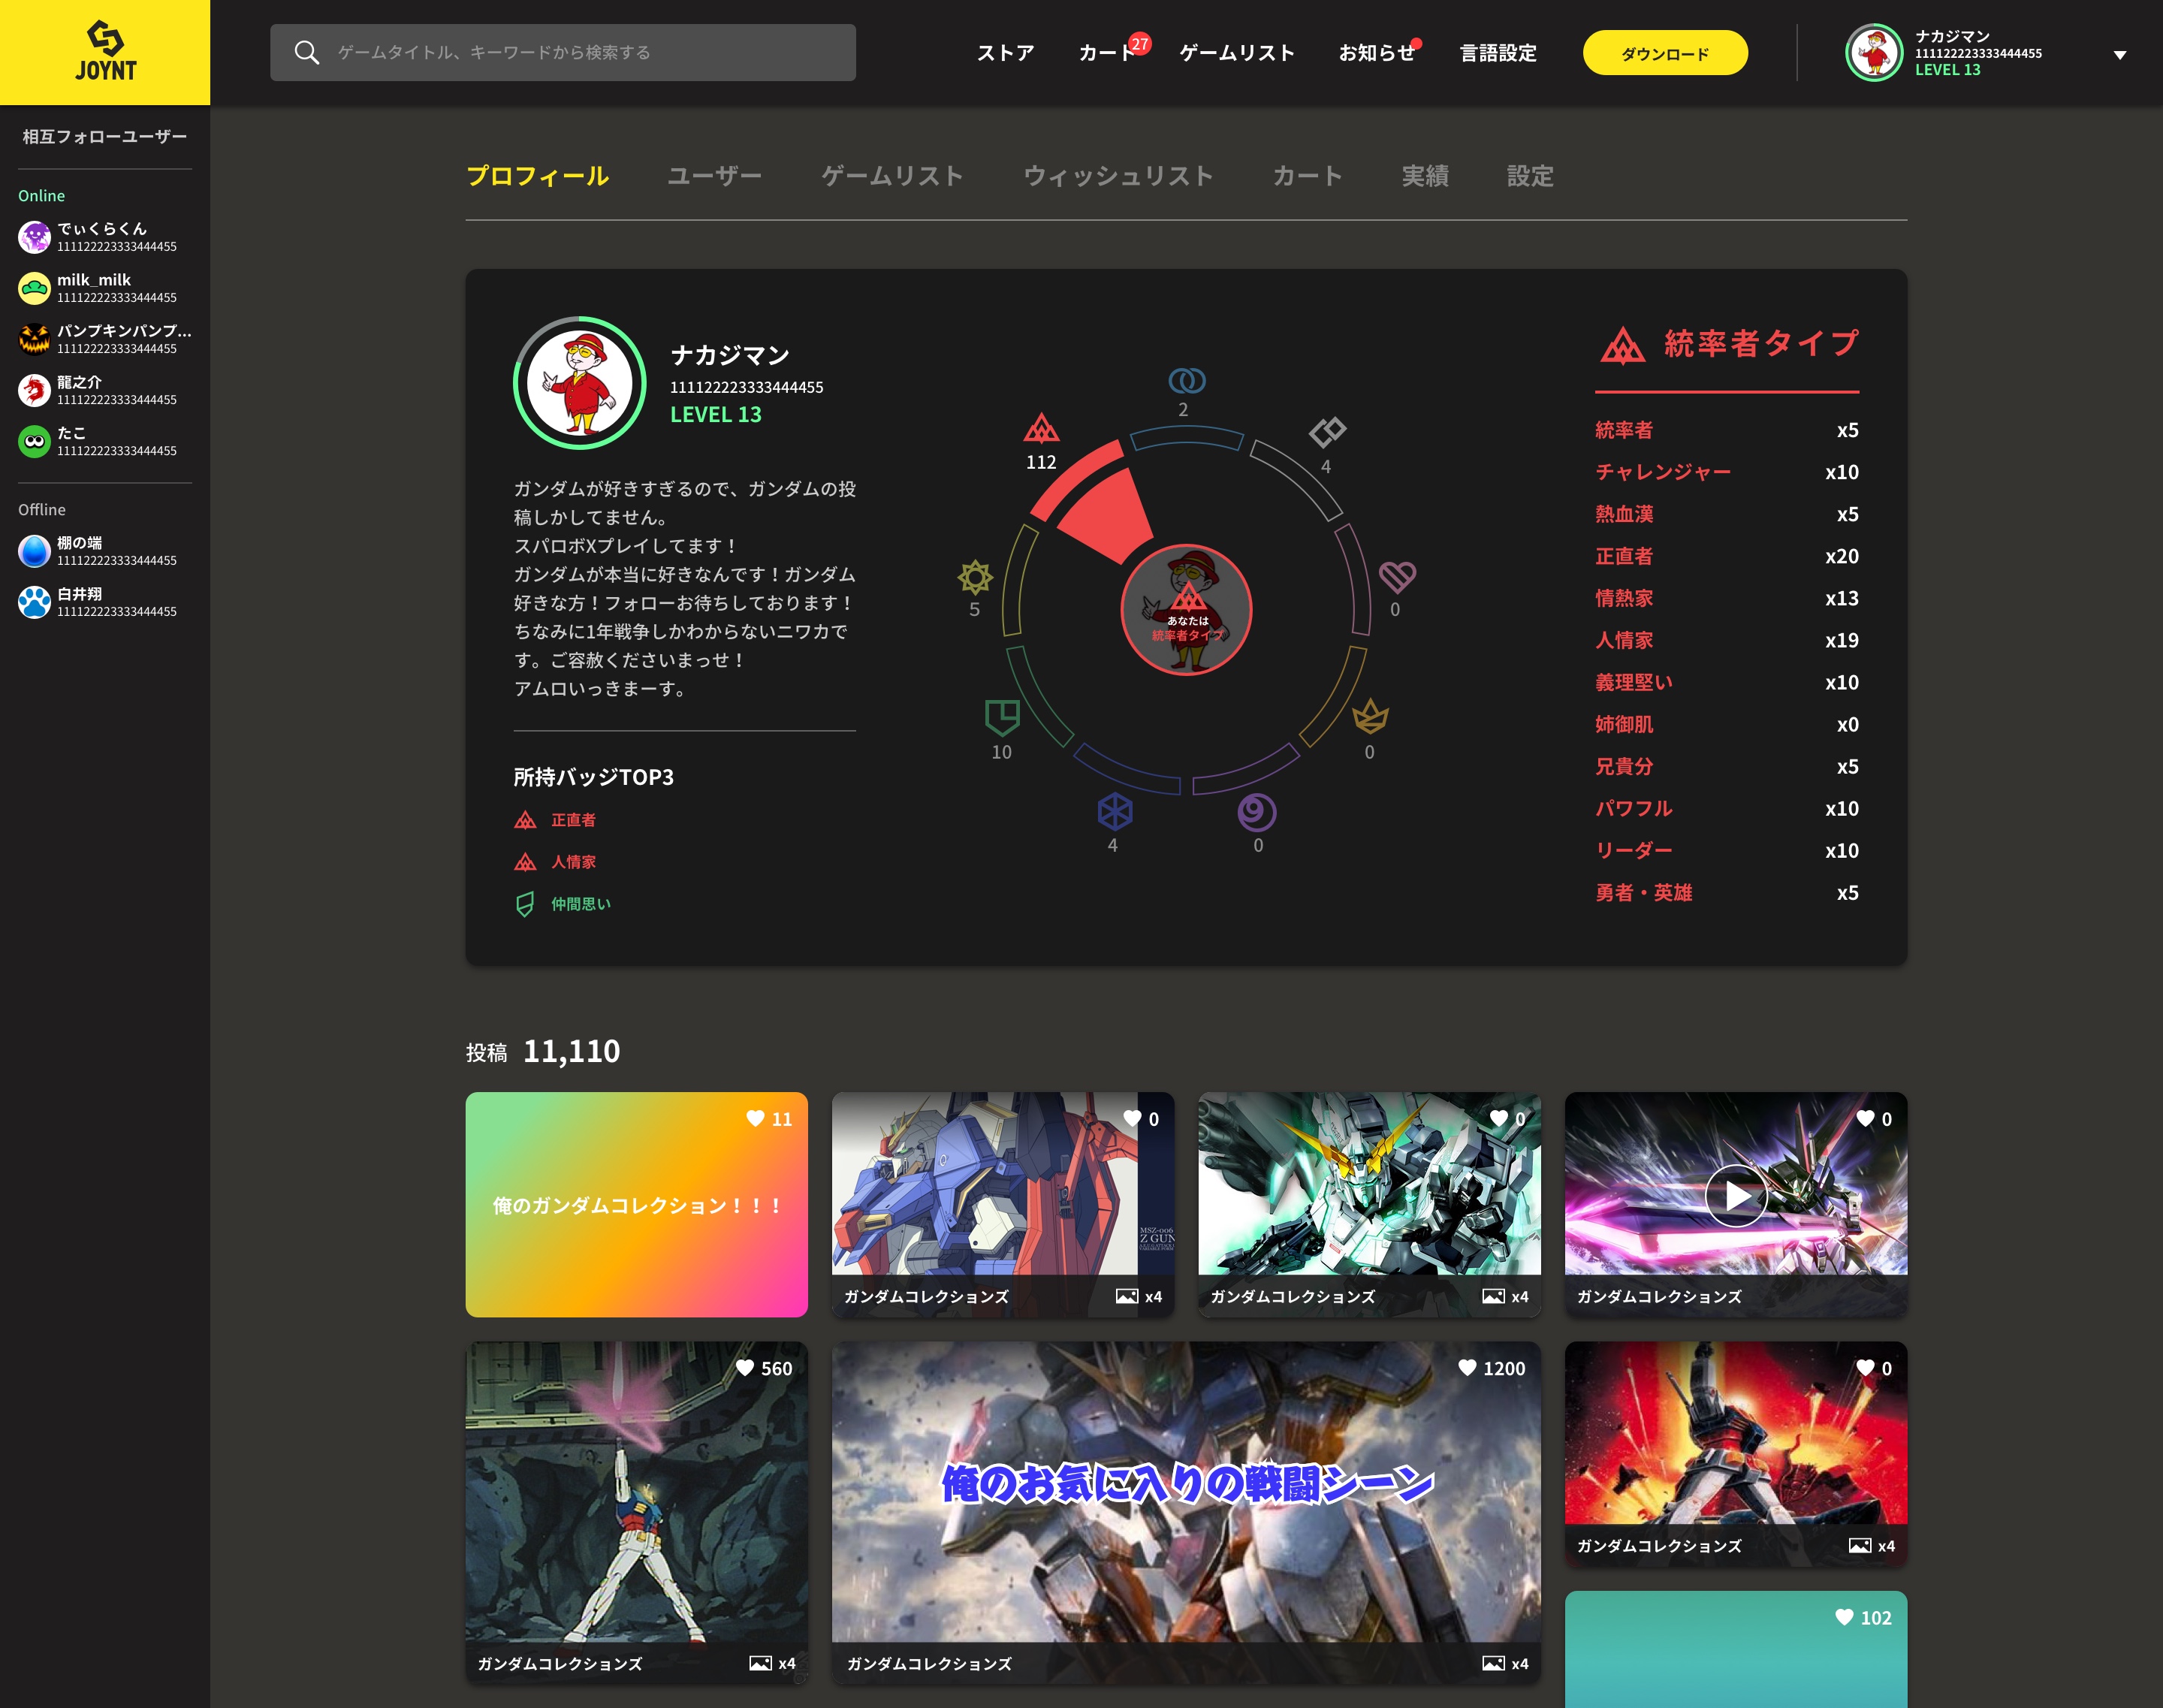 JOYNT
ゲームタイトル、キーワードから検索する
ストア
カート
27
ゲームリスト
お知らせ
言語設定
ダウンロード
ナカジマン
111122223333444455
LEVEL 13
相互フォローユーザー
Online
でぃくらくん
111122223333444455
milk_milk
111122223333444455
パンプキンパンプ...
111122223333444455
龍之介
111122223333444455
たこ
111122223333444455
Offline
棚の端
111122223333444455
白井翔
111122223333444455
プロフィール
ユーザー
ゲームリスト
ウィッシュリスト
カート
実績
設定
ナカジマン
111122223333444455
LEVEL 13
ガンダムが好きすぎるので、ガンダムの投
稿しかしてません。
スパロボXプレイしてます！
ガンダムが本当に好きなんです！ガンダム
好きな方！フォローお待ちしております！
ちなみに1年戦争しかわからないニワカで
す。ご容赦くださいまっせ！
アムロいっきまーす。
所持バッジTOP3
正直者
人情家
仲間思い
2
4
112
5
0
10
0
4
0
あなたは
統率者タイプ
統率者タイプ
統率者 x5
チャレンジャー x10
熱血漢 x5
正直者 x20
情熱家 x13
人情家 x19
義理堅い x10
姉御肌 x0
兄貴分 x5
パワフル x10
リーダー x10
勇者・英雄 x5
投稿 11,110
11
俺のガンダムコレクション！！！
0
MSZ-006
Z GUN
ガンダムコレクションズ x4
0
ガンダムコレクションズ x4
0
ガンダムコレクションズ
560
ガンダムコレクションズ x4
1200
俺のお気に入りの戦闘シーン
ガンダムコレクションズ x4
0
ガンダムコレクションズ x4
102